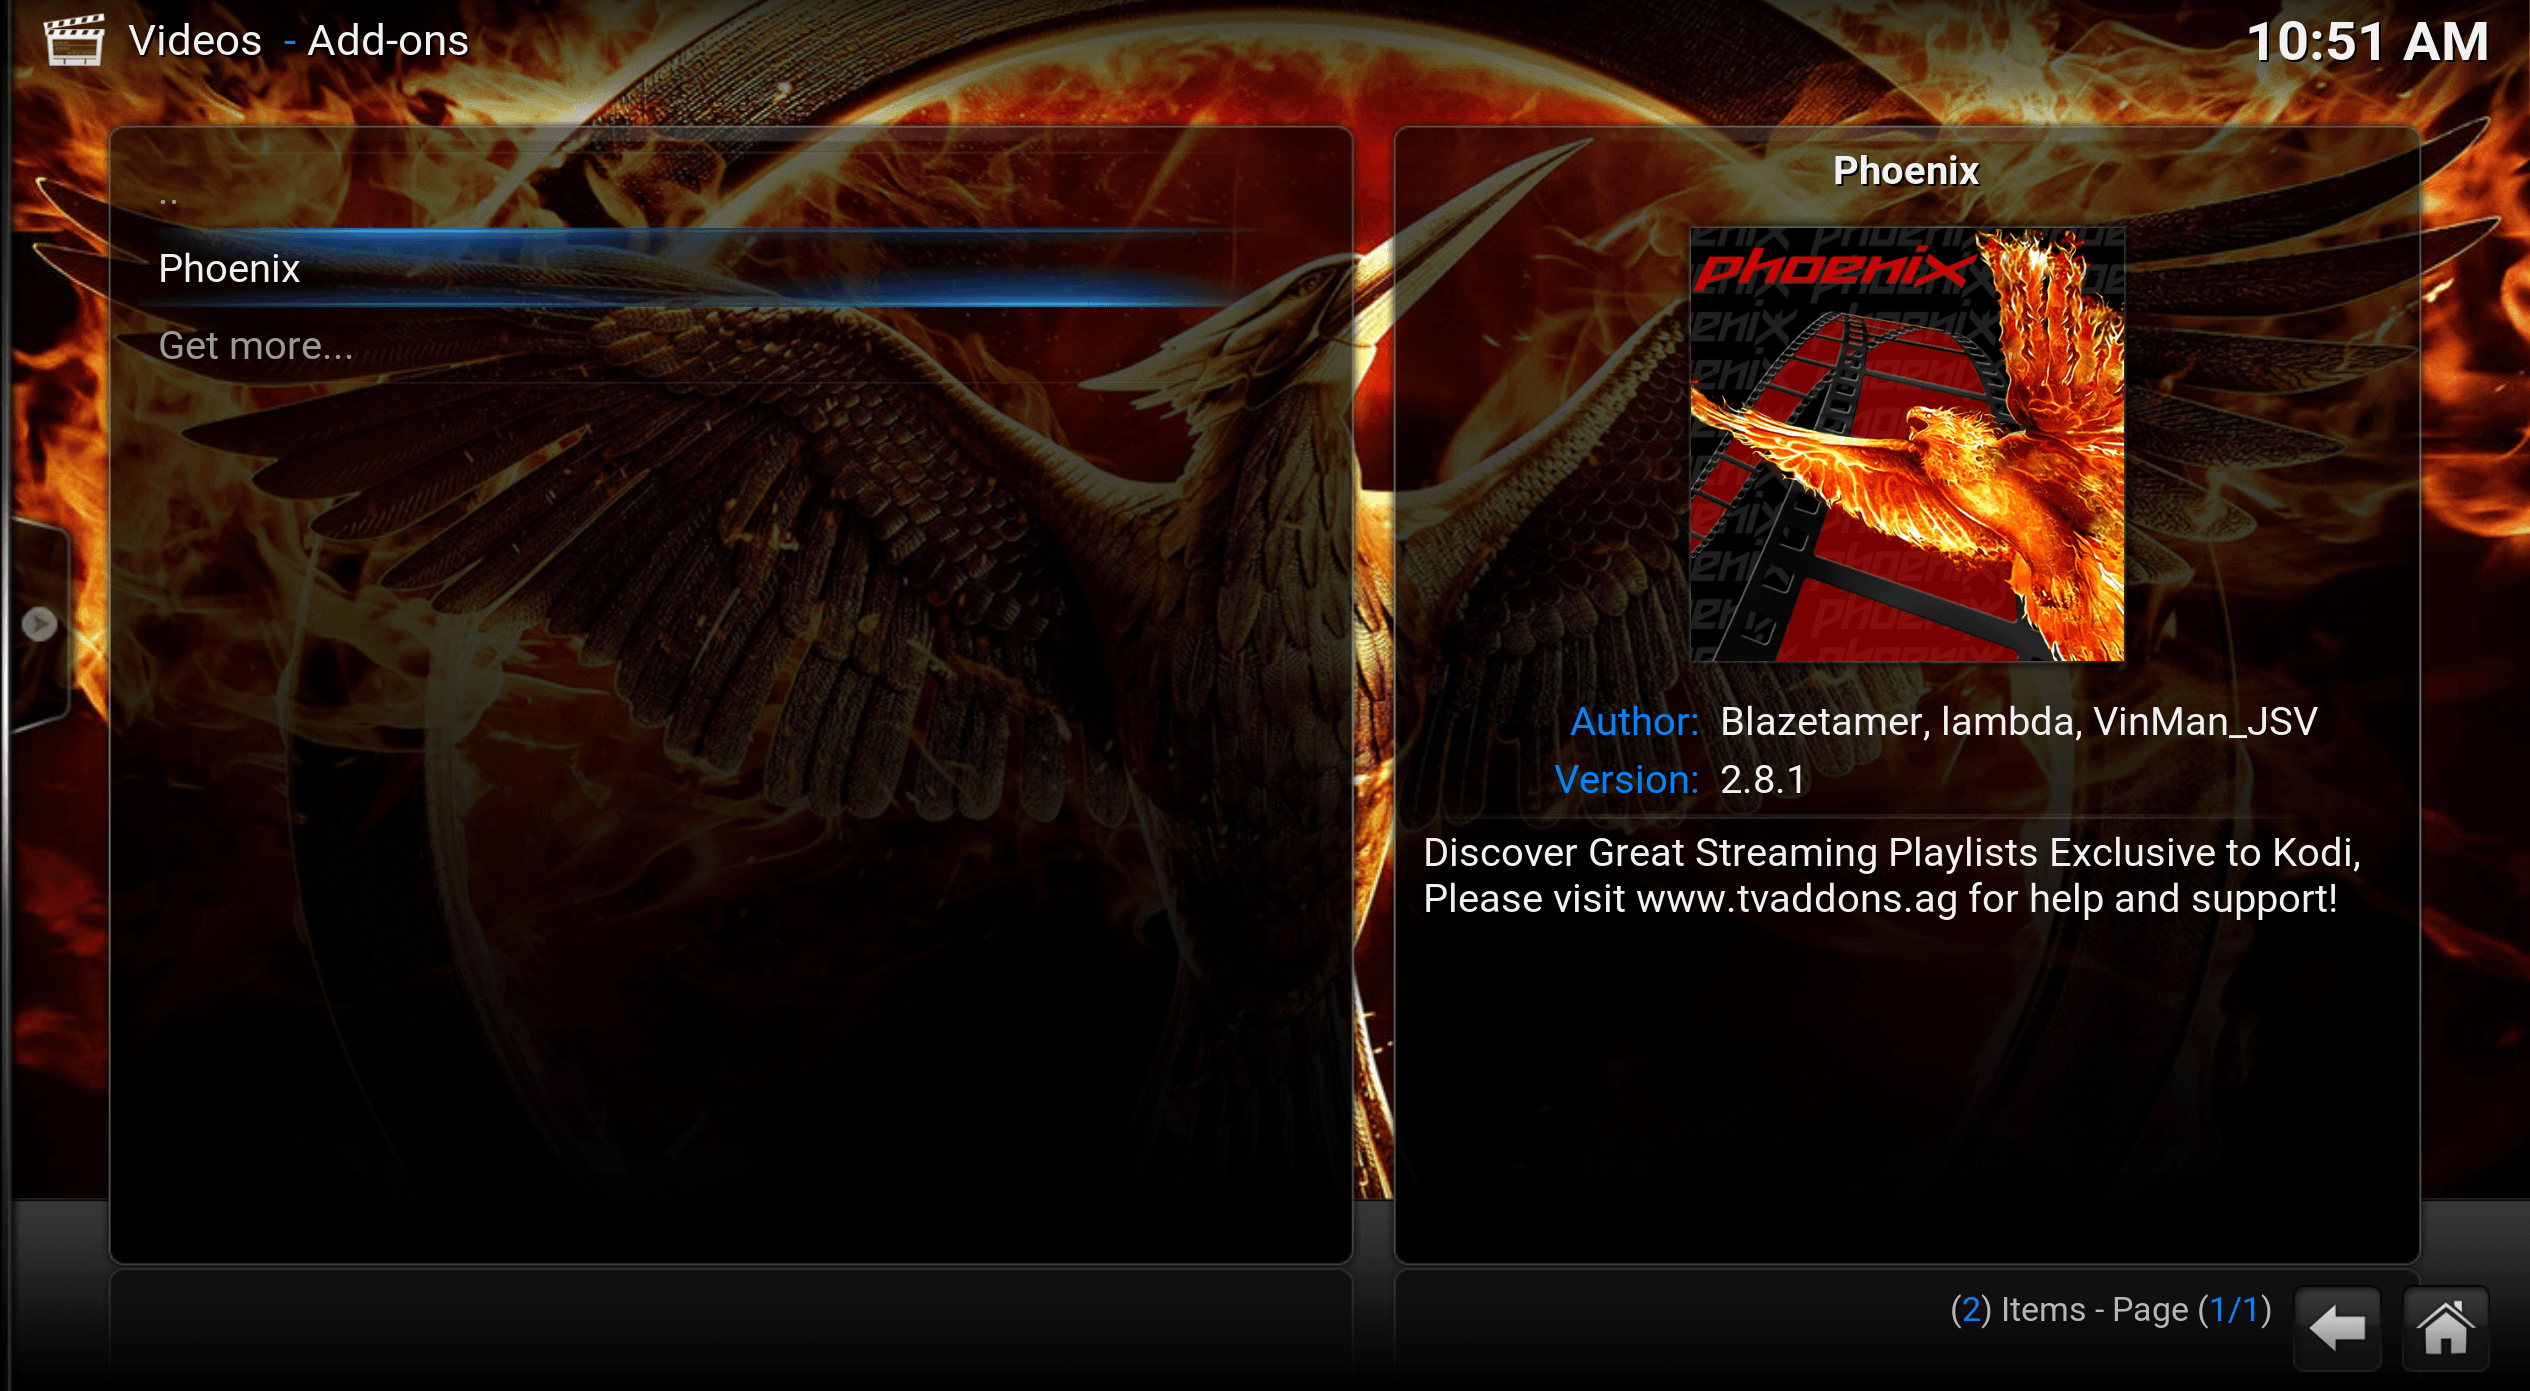 Videos - Add-ons
10:51 AM
..
Phoenix
Get more...
Phoenix
phoenix
Author: Blazetamer, lambda, VinMan_JSV
Version: 2.8.1
Discover Great Streaming Playlists Exclusive to Kodi,
Please visit www.tvaddons.ag for help and support!
(2) Items - Page (1/1)